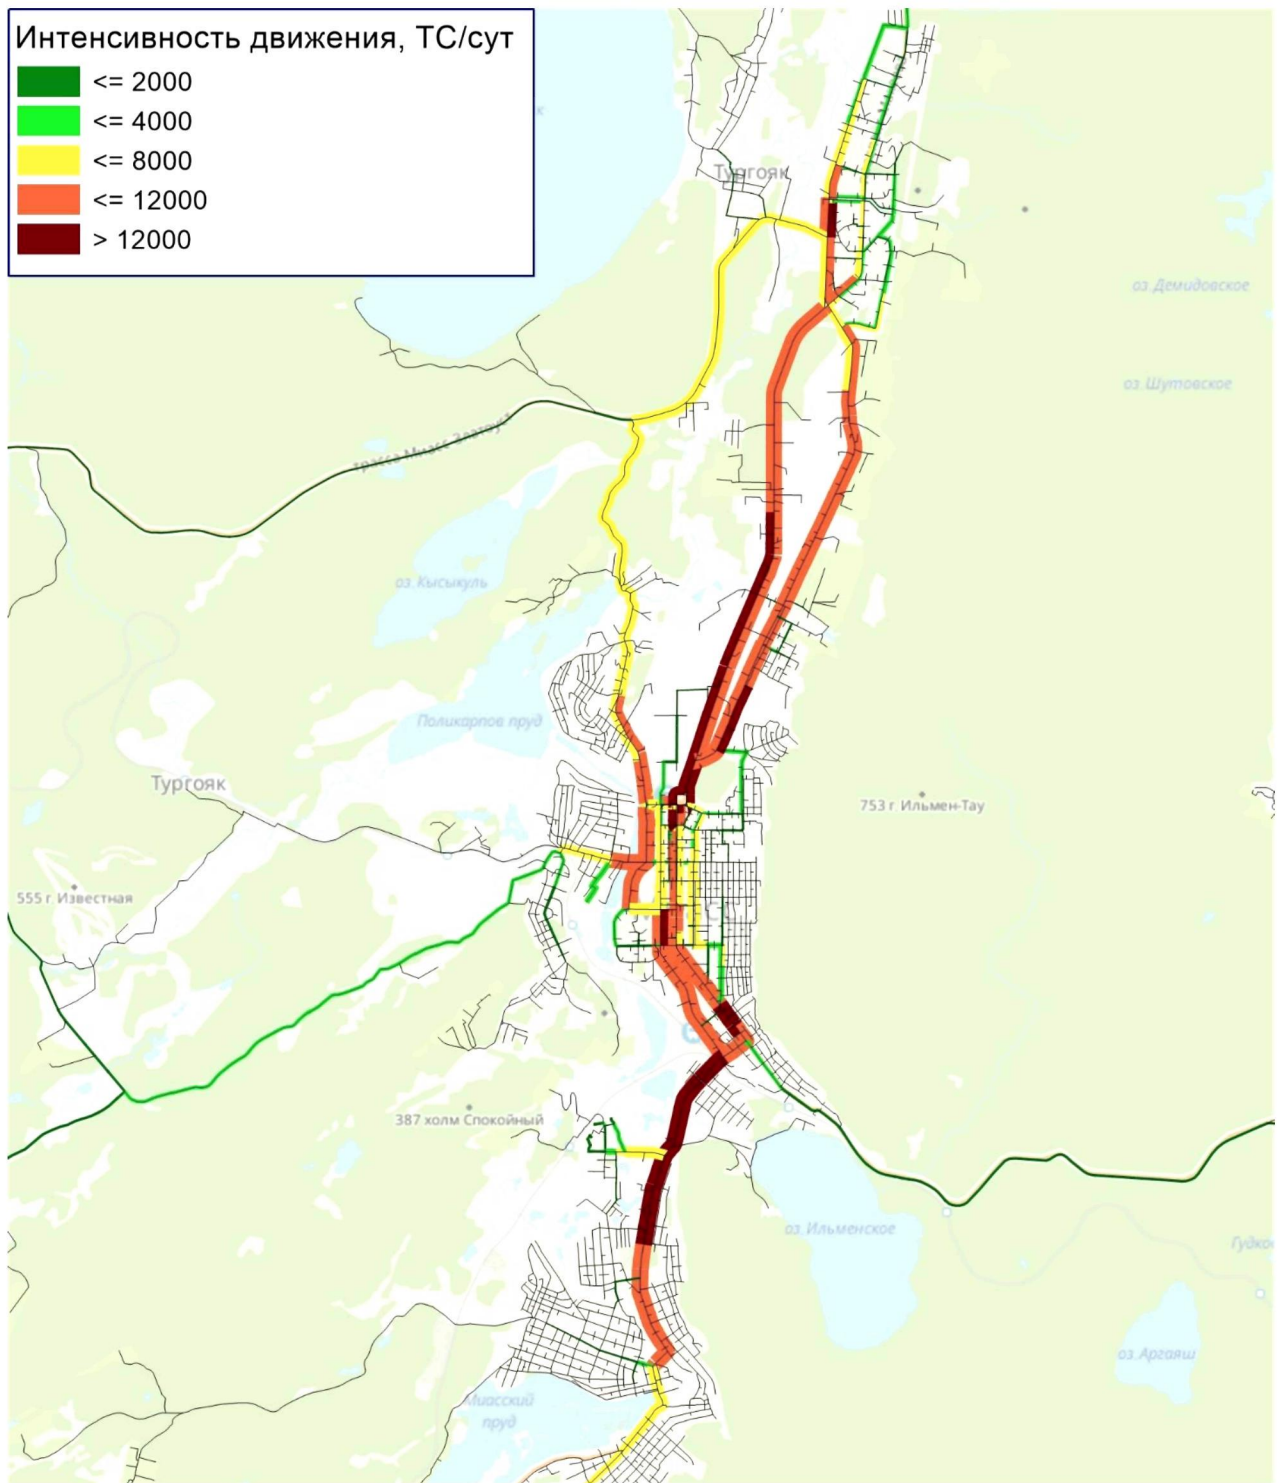 Интенсивность движения, ТС/сут
<= 2000
<= 4000
<= 8000
<= 12000
> 12000
Тургояк
оз. Демидовское
оз. Шутовское
трасса Миасс-Златоуст
оз. Кысыкуль
Поликарпов пруд
Тургояк
753 г. Ильмен-Тау
555 г. Известная
387 холм Спокойный
оз. Ильменское
оз. Аргаяш
Миасский
пруд